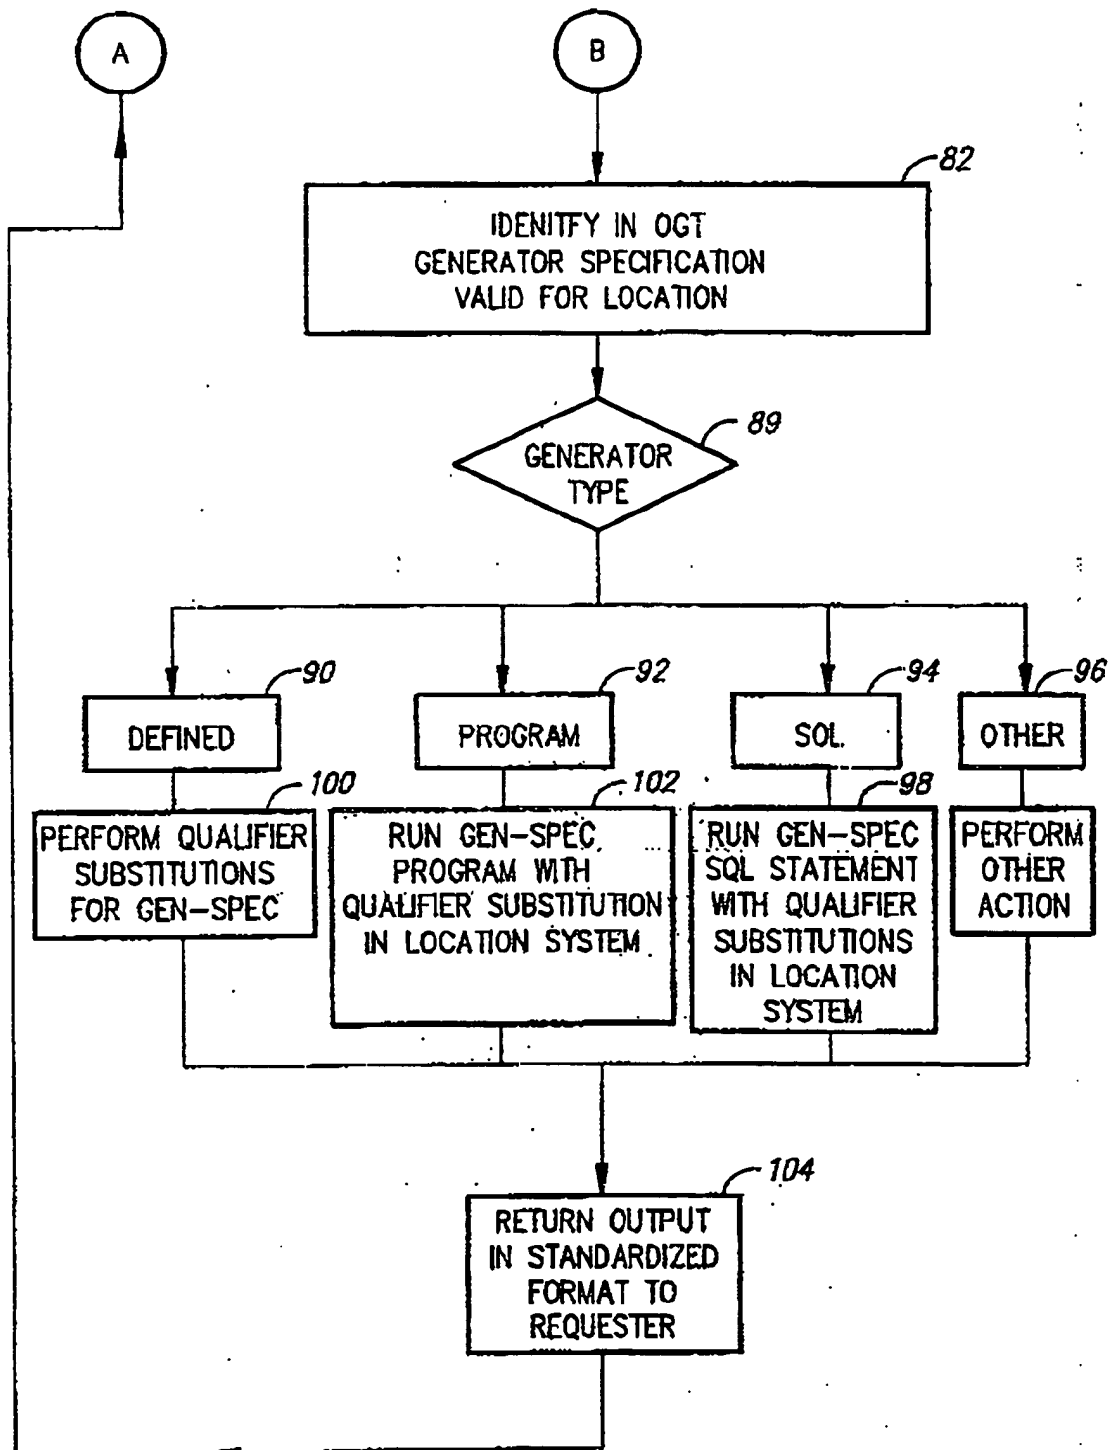 A
B
82
IDENITFY IN OGT
GENERATOR SPECIFICATION
VALID FOR LOCATION
89
GENERATOR
TYPE
90
92
94
96
DEFINED
PROGRAM
SQL
OTHER
100
102
98
PERFORM QUALIFIER
SUBSTITUTIONS
FOR GEN-SPEC
RUN GEN-SPEC
PROGRAM WITH
QUALIFIER SUBSTITUTION
IN LOCATION SYSTEM
RUN GEN-SPEC
SQL STATEMENT
WITH QUALIFIER
SUBSTITUTIONS
IN LOCATION
SYSTEM
PERFORM
OTHER
ACTION
104
RETURN OUTPUT
IN STANDARDIZED
FORMAT TO
REQUESTER